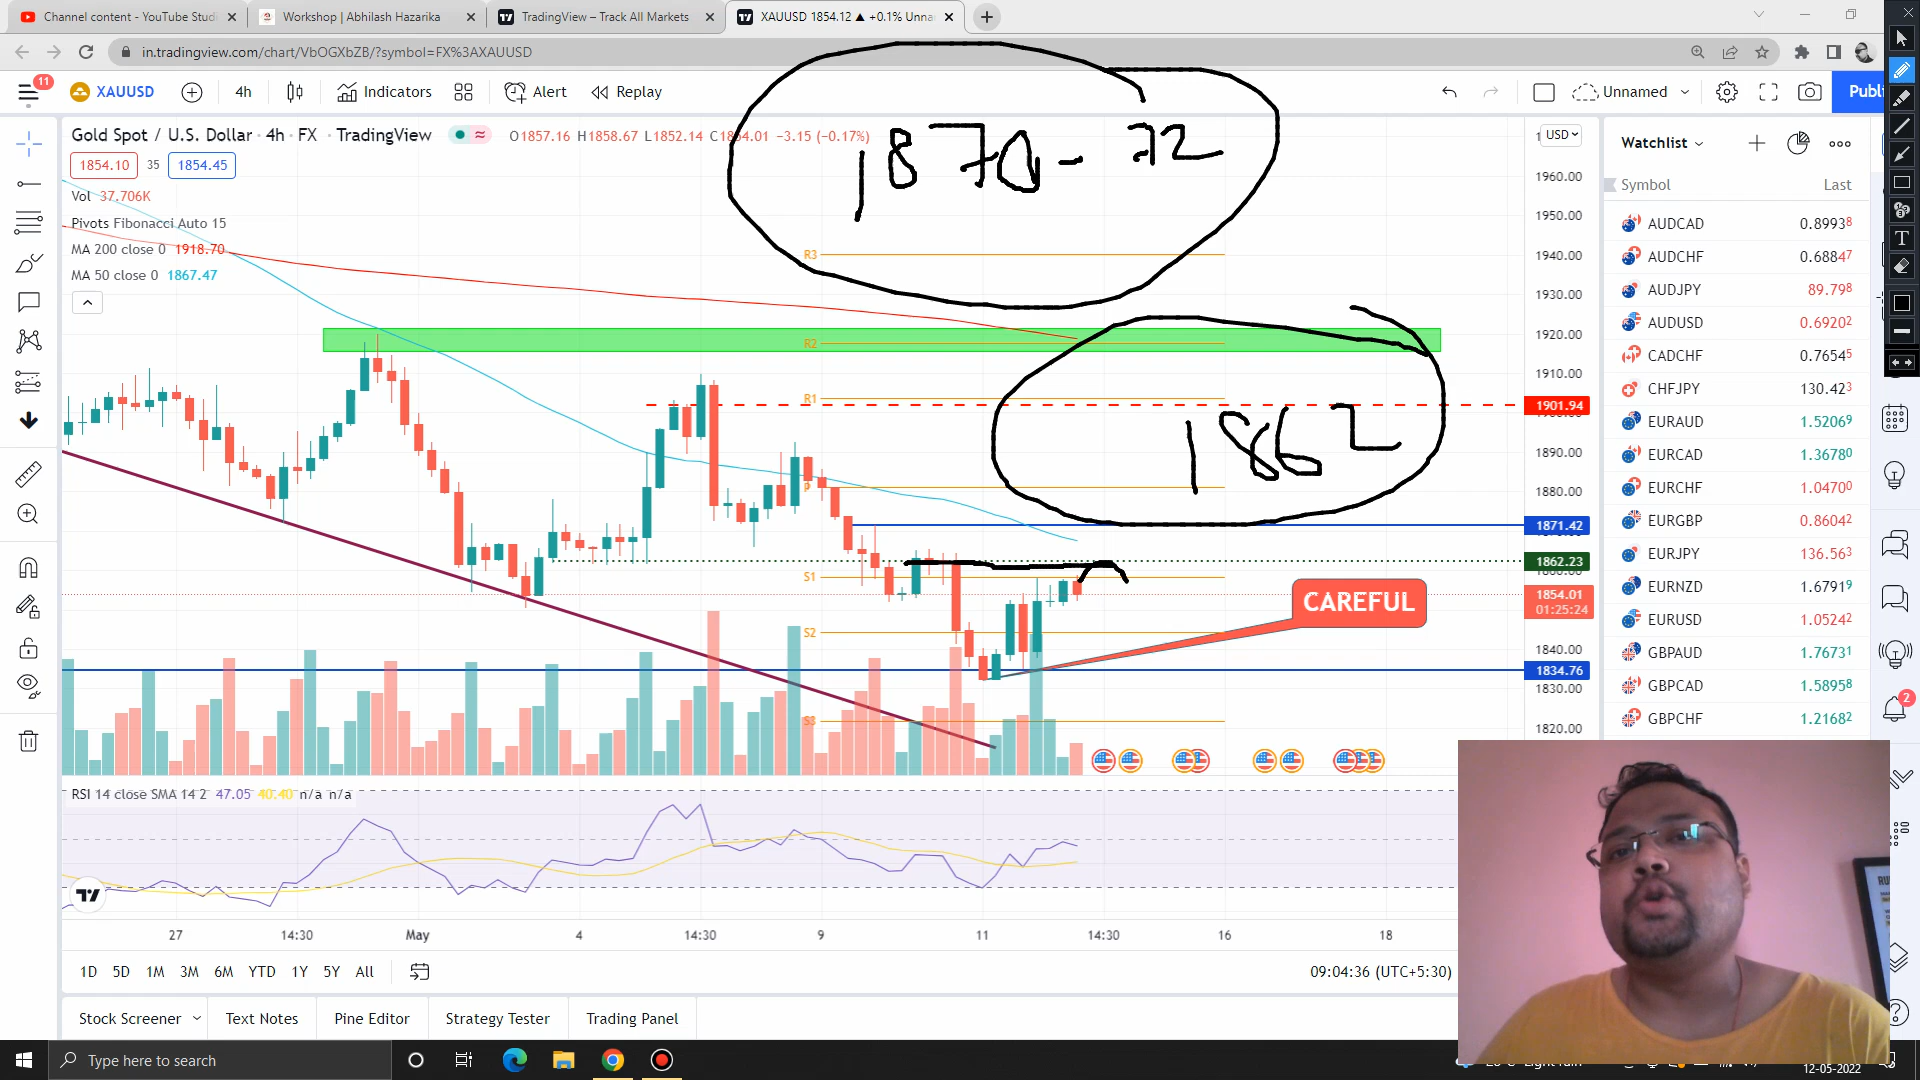 Channel content - YouTube Studi
Workshop | Abhilash Hazarika
TradingView – Track All Markets
XAUUSD 1854.12 ▲ +0.1% Unna
in.tradingview.com/chart/VbOGXbZB/?symbol=FX%3AXAUUSD
11
XAUUSD
4h
Indicators
Alert
Replay
Unnamed
Publi
Gold Spot / U.S. Dollar · 4h · FX · TradingView
O1857.16 H1858.67 L1852.14 C1854.01 −3.15 (−0.17%)
1854.10 35 1854.45
Vol 37.706K
Pivots Fibonacci Auto 15
MA 200 close 0 1918.70
MA 50 close 0 1867.47
1870 - 72
1862
R3
R2
R1
P
S1
S2
S3
CAREFUL
USD
1960.00
1950.00
1940.00
1930.00
1920.00
1910.00
1901.94
1890.00
1880.00
1871.42
1862.23
1854.01
01:25:24
1840.00
1834.76
1830.00
1820.00
RSI 14 close SMA 14 2 47.05 40.40 n/a n/a
27 14:30 May 4 14:30 9 11 14:30 16 18
1D 5D 1M 3M 6M YTD 1Y 5Y All
09:04:36 (UTC+5:30)
Stock Screener
Text Notes
Pine Editor
Strategy Tester
Trading Panel
Watchlist
Symbol Last
AUDCAD 0.89938
AUDCHF 0.68847
AUDJPY 89.798
AUDUSD 0.69202
CADCHF 0.76545
CHFJPY 130.423
EURAUD 1.52069
EURCAD 1.36780
EURCHF 1.04700
EURGBP 0.86042
EURJPY 136.563
EURNZD 1.67919
EURUSD 1.05242
GBPAUD 1.76731
GBPCAD 1.58958
GBPCHF 1.21682
2
Type here to search
12-05-2022